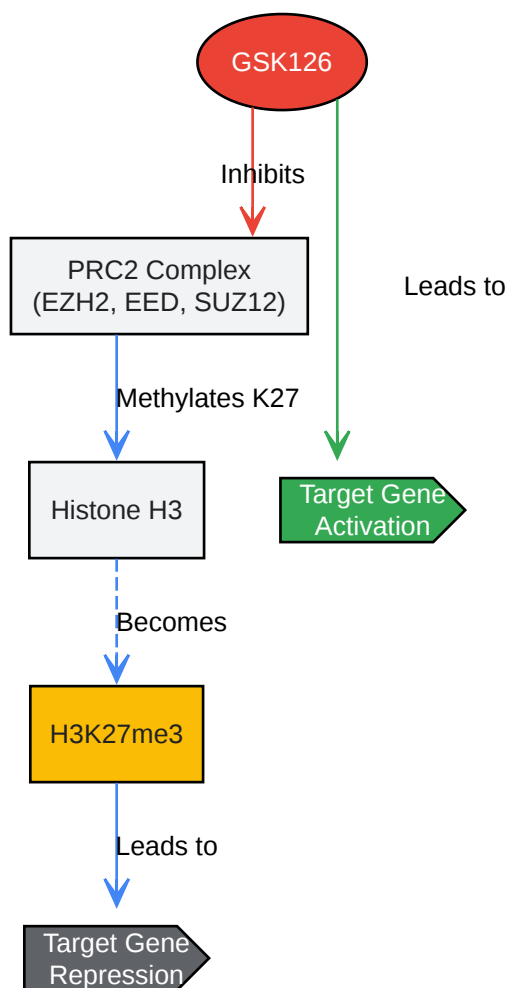 GSK126
Inhibits
PRC2 Complex
(EZH2, EED, SUZ12)
Leads to
Methylates K27
Histone H3
Target Gene
Activation
Becomes
H3K27me3
Leads to
Target Gene
Repression